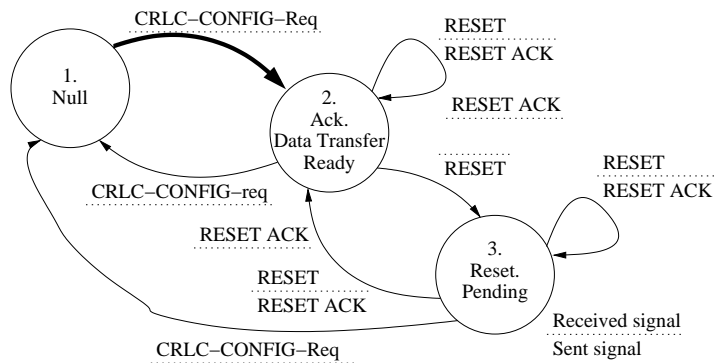 CRLC–CONFIG–Req
RESET
RESET ACK
1.
Null
2.
Ack.
Data Transfer
Ready
RESET ACK
RESET
CRLC–CONFIG–req
RESET
RESET ACK
RESET ACK
3.
Reset.
Pending
RESET
RESET ACK
Received signal
Sent signal
CRLC–CONFIG–Req